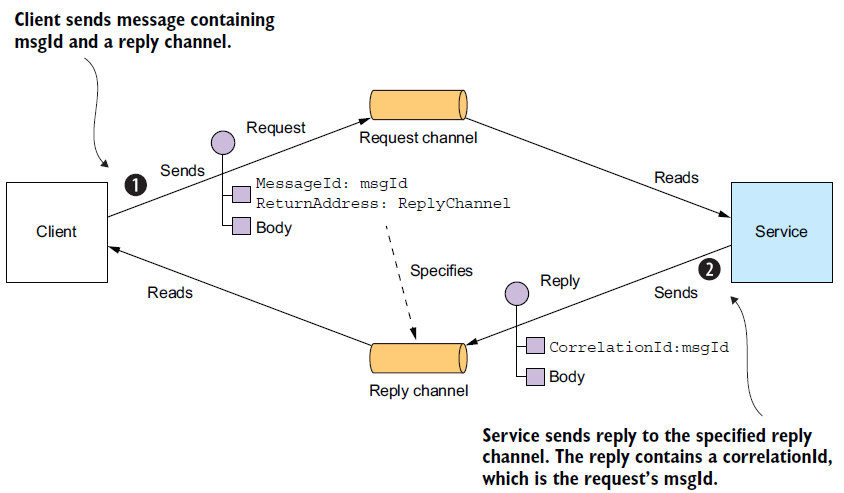 Client sends message containing
msgId and a reply channel.
Request
Request channel
1
Sends
MessageId: msgId
ReturnAddress: ReplyChannel
Body
Reads
Client
Service
Specifies
2
Reply
Sends
Reads
CorrelationId:msgId
Body
Reply channel
Service sends reply to the specified reply
channel. The reply contains a correlationId,
which is the request's msgId.